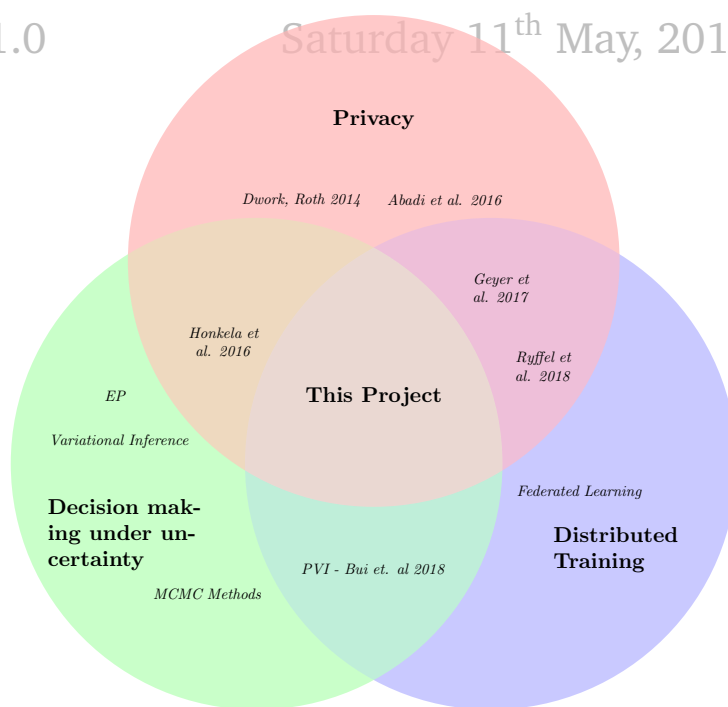 1.0 Saturday 11th May, 201
Privacy
Dwork, Roth 2014 Abadi et al. 2016
Geyer et
al. 2017
Honkela et
al. 2016
Ryffel et
al. 2018
EP
This Project
Variational Inference
Federated Learning
Decision mak-
ing under un-
certainty
Distributed
Training
PVI - Bui et. al 2018
MCMC Methods